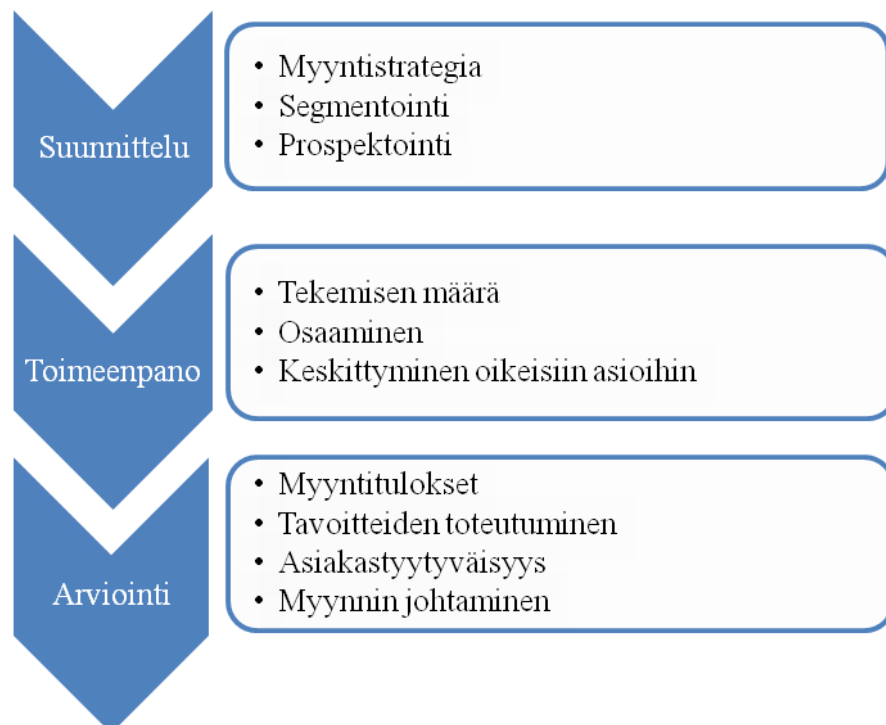 Suunnittelu
• Myyntistrategia
• Segmentointi
• Prospektointi
Toimeenpano
• Tekemisen määrä
• Osaaminen
• Keskittyminen oikeisiin asioihin
Arviointi
• Myyntitulokset
• Tavoitteiden toteutuminen
• Asiakastyytyväisyys
• Myynnin johtaminen